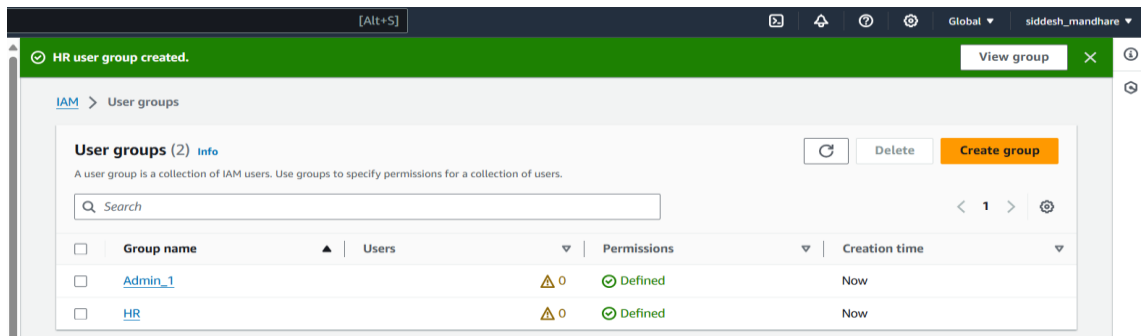 [Alt+S] Global siddesh_mandhare
HR user group created. View group
IAM > User groups
User groups (2) Info Delete Create group
A user group is a collection of IAM users. Use groups to specify permissions for a collection of users.
Search 1
Group name Users Permissions Creation time
Admin_1 0 Defined Now
HR 0 Defined Now